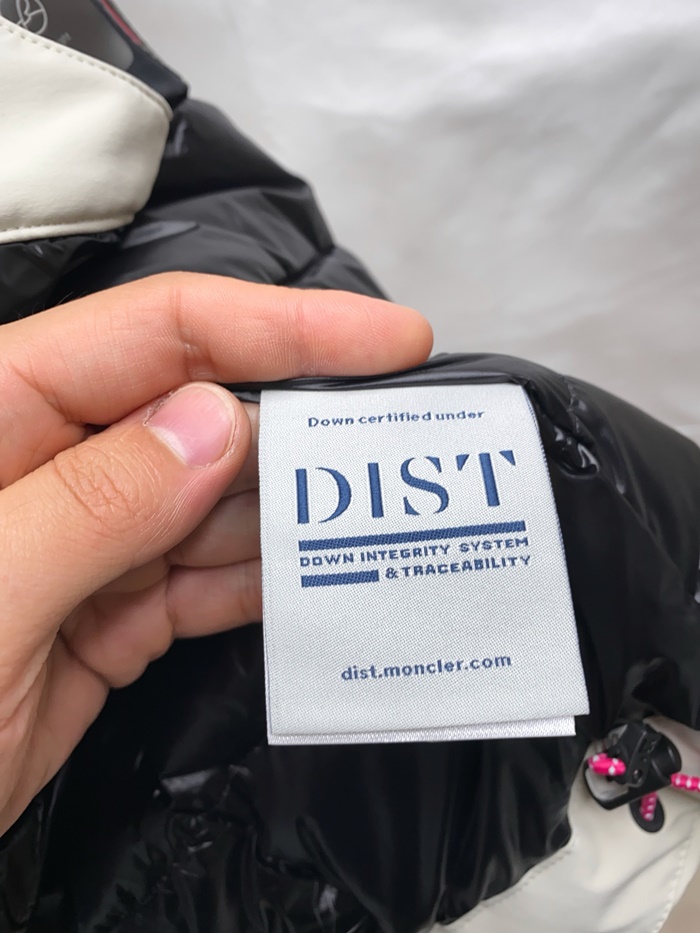 Down certified under
DIST
DOWN INTEGRITY SYSTEM
& TRACEABILITY
dist.moncler.com